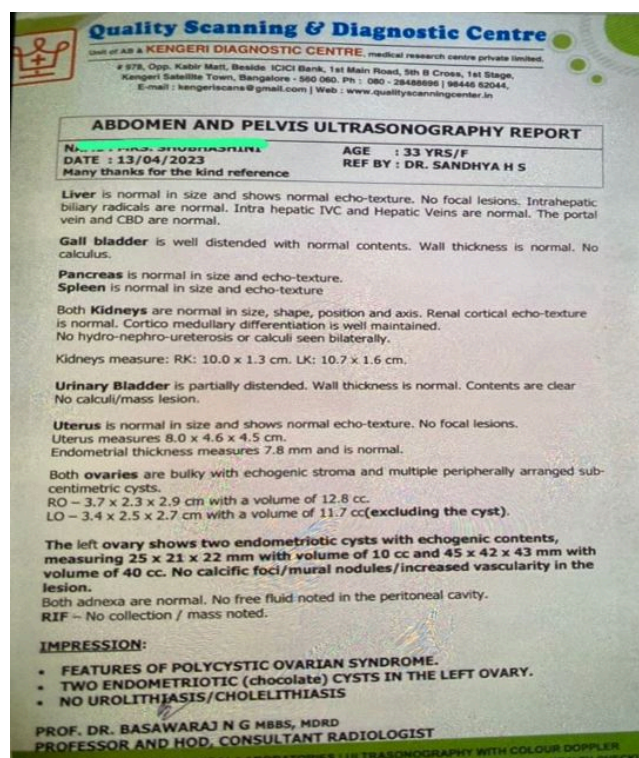 Quality Scanning & Diagnostic Centre
Unit of AB & KENGERI DIAGNOSTIC CENTRE, medical research centre private limited.
# 978, Opp. Kabir Matt, Beside ICICI Bank, 1st Main Road, 5th B Cross, 1st Stage,
Kengeri Satellite Town, Bangalore - 560 060. Ph : 080 - 28488696 | 98446 62044,
E-mail : kengeriscans@gmail.com | Web : www.qualityscanningcenter.in
ABDOMEN AND PELVIS ULTRASONOGRAPHY REPORT
AGE : 33 YRS/F
DATE : 13/04/2023 REF BY : DR. SANDHYA H S
Many thanks for the kind reference
Liver is normal in size and shows normal echo-texture. No focal lesions. Intrahepatic
biliary radicals are normal. Intra hepatic IVC and Hepatic Veins are normal. The portal
vein and CBD are normal.
Gall bladder is well distended with normal contents. Wall thickness is normal. No
calculus.
Pancreas is normal in size and echo-texture.
Spleen is normal in size and echo-texture
Both Kidneys are normal in size, shape, position and axis. Renal cortical echo-texture
is normal. Cortico medullary differentiation is well maintained.
No hydro-nephro-ureterosis or calculi seen bilaterally.
Kidneys measure: RK: 10.0 x 1.3 cm. LK: 10.7 x 1.6 cm.
Urinary Bladder is partially distended. Wall thickness is normal. Contents are clear
No calculi/mass lesion.
Uterus is normal in size and shows normal echo-texture. No focal lesions.
Uterus measures 8.0 x 4.6 x 4.5 cm.
Endometrial thickness measures 7.8 mm and is normal.
Both ovaries are bulky with echogenic stroma and multiple peripherally arranged sub-
centimetric cysts.
RO – 3.7 x 2.3 x 2.9 cm with a volume of 12.8 cc.
LO – 3.4 x 2.5 x 2.7 cm with a volume of 11.7 cc(excluding the cyst).
The left ovary shows two endometriotic cysts with echogenic contents,
measuring 25 x 21 x 22 mm with volume of 10 cc and 45 x 42 x 43 mm with
volume of 40 cc. No calcific foci/mural nodules/increased vascularity in the
lesion.
Both adnexa are normal. No free fluid noted in the peritoneal cavity.
RIF – No collection / mass noted.
IMPRESSION:
• FEATURES OF POLYCYSTIC OVARIAN SYNDROME.
• TWO ENDOMETRIOTIC (chocolate) CYSTS IN THE LEFT OVARY.
• NO UROLITHIASIS/CHOLELITHIASIS
PROF. DR. BASAWARAJ N G MBBS, MDRD
PROFESSOR AND HOD, CONSULTANT RADIOLOGIST
ULTRASONOGRAPHY WITH COLOUR DOPPLER